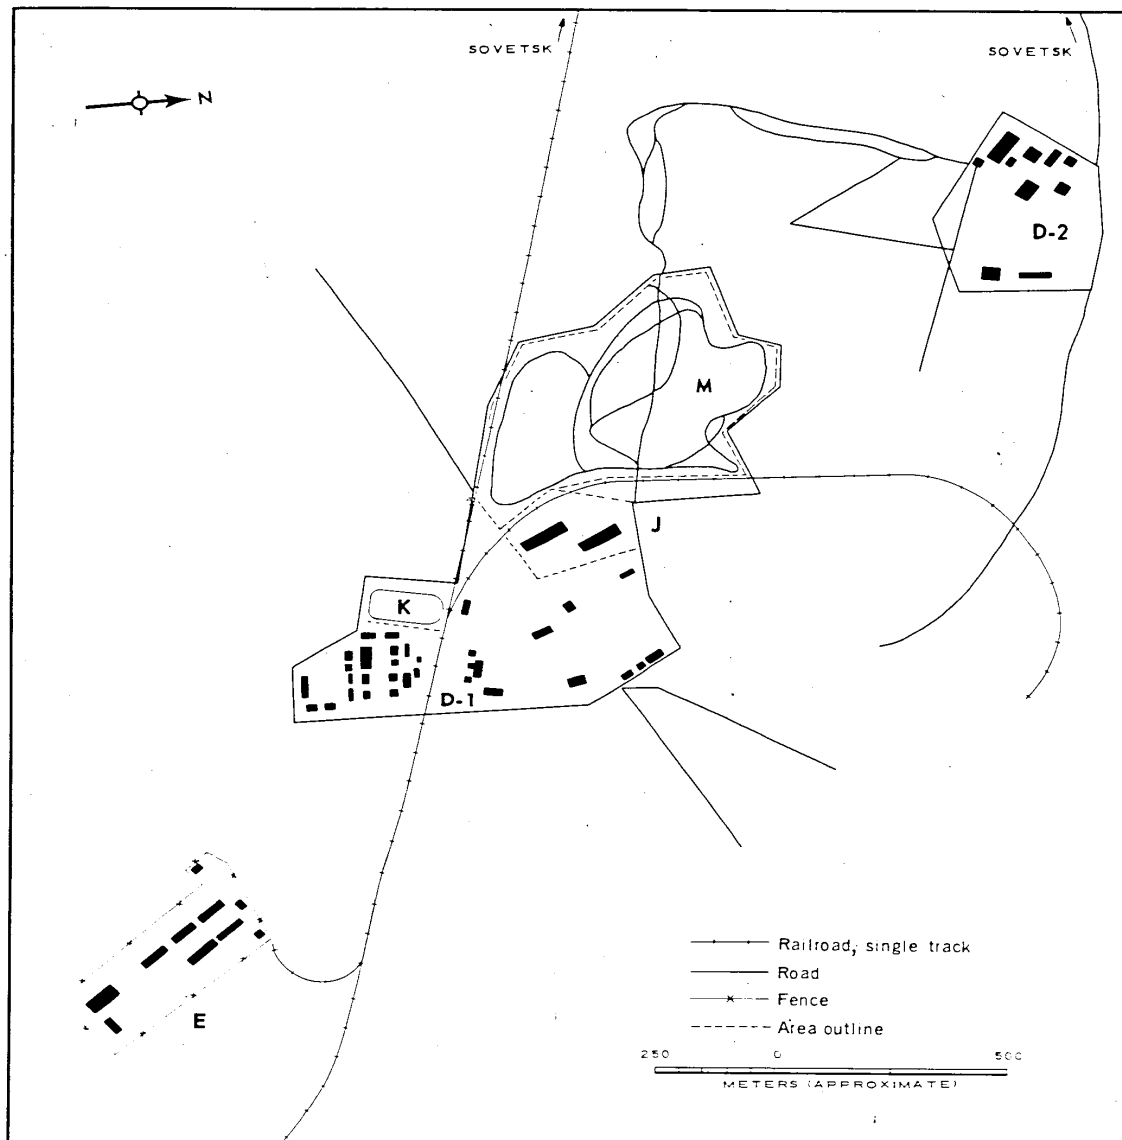 SOVETSK
SOVETSK
N
D-2
M
J
K
D-1
E
Railroad, single track
Road
Fence
Area outline
250 0 500
METERS (APPROXIMATE)